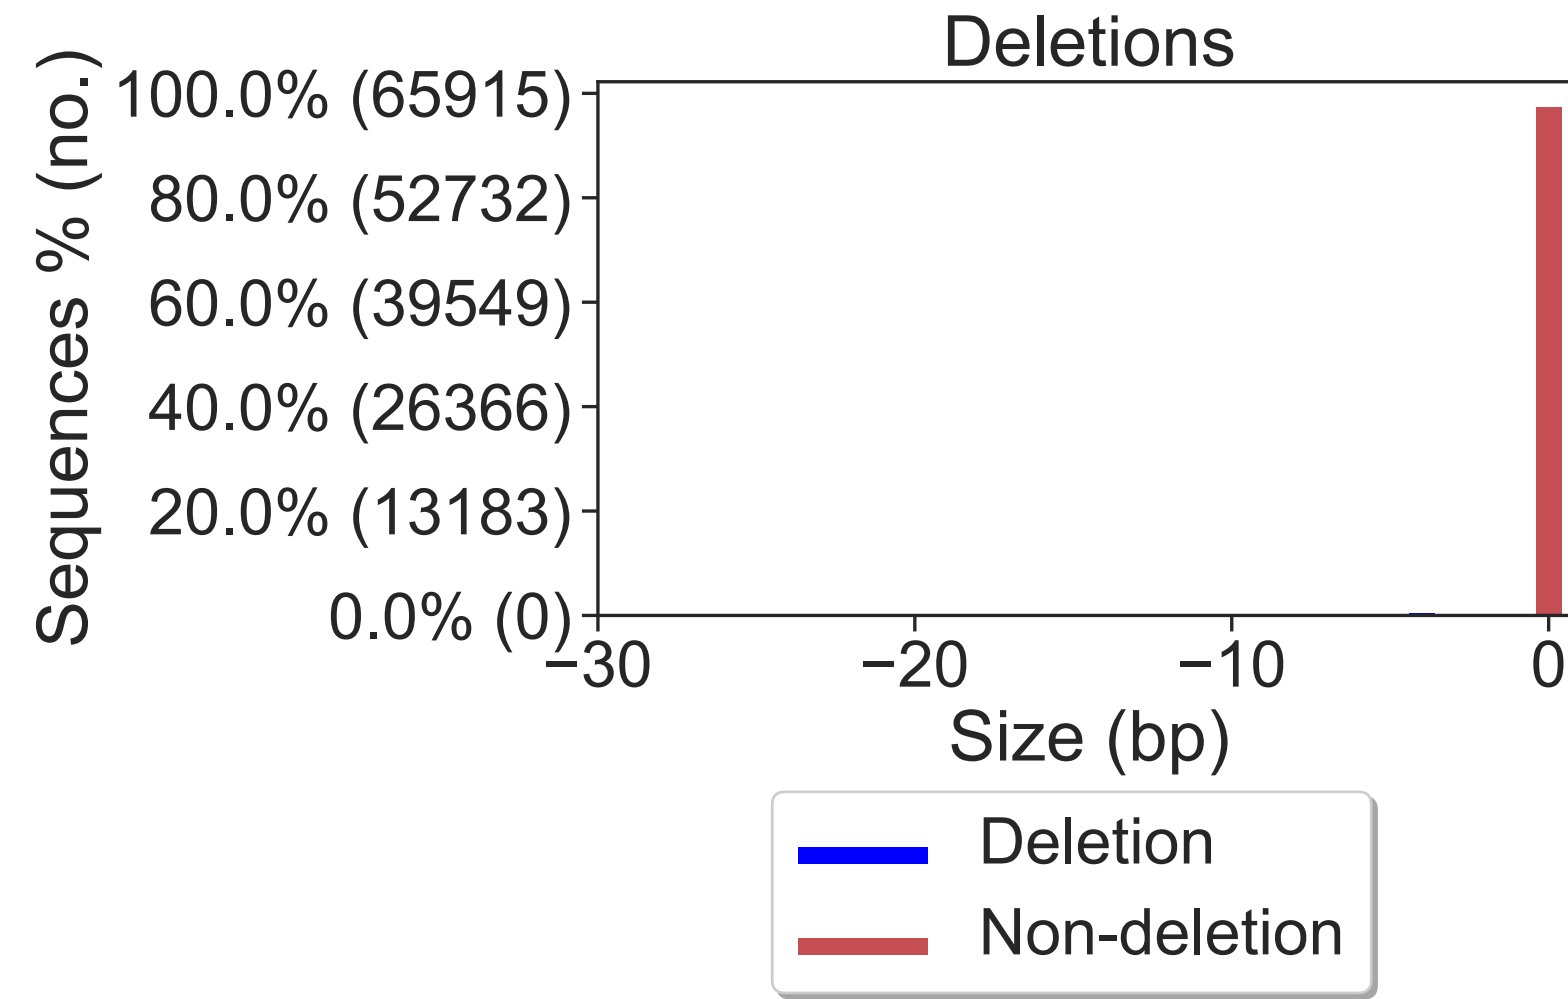 Deletions
Sequences % (no.)
100.0% (65915)
80.0% (52732)
60.0% (39549)
40.0% (26366)
20.0% (13183)
0.0% (0)
−30 −20 −10 0
Size (bp)
Deletion
Non-deletion